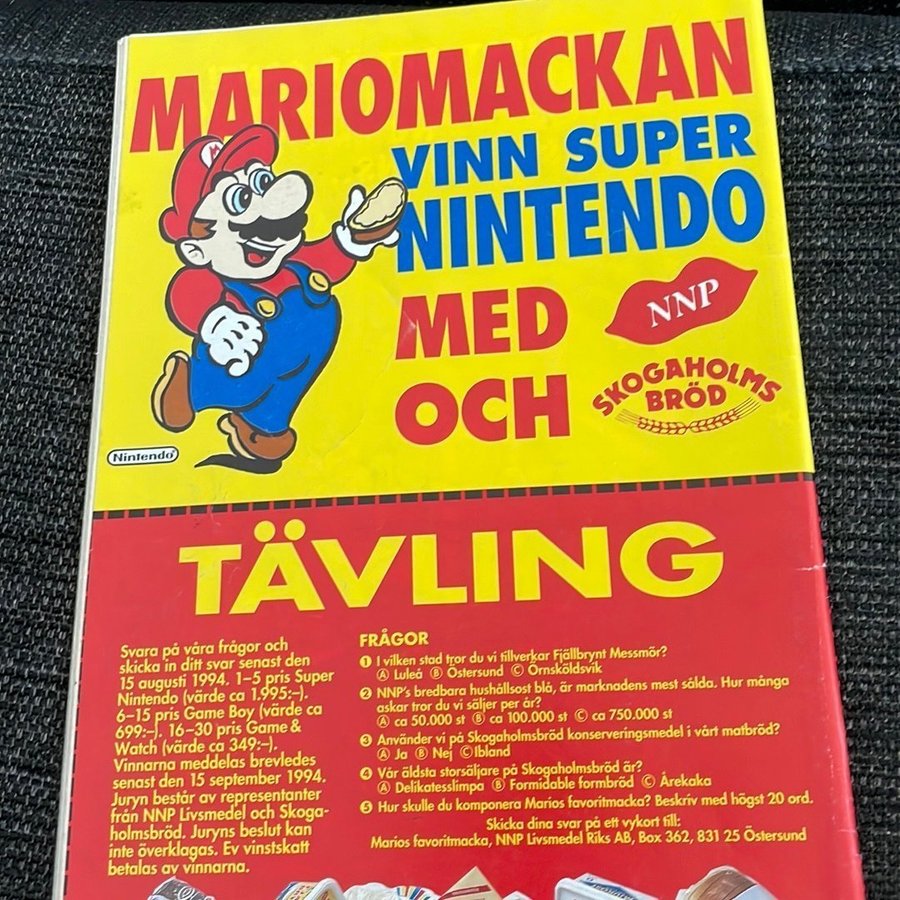 MARIOMACKAN
M
VINN SUPER
NINTENDO
MED
NNP
OCH
SKOGAHOLMS
BRÖD
Nintendo®
TÄVLING
Svara på våra frågor och
skicka in ditt svar senast den
15 augusti 1994. 1–5 pris Super
Nintendo (värde ca 1.995:–).
6–15 pris Game Boy (värde ca
699:–). 16–30 pris Game &
Watch (värde ca 349:–).
Vinnarna meddelas brevledes
senast den 15 september 1994.
Juryn består av representanter
från NNP Livsmedel och Skoga-
holmsbröd. Juryns beslut kan
inte överklagas. Ev vinstskatt
betalas av vinnarna.
FRÅGOR
1 I vilken stad tror du vi tillverkar Fjällbrynt Messmör?
Ⓐ Luleå Ⓑ Östersund Ⓒ Örnsköldsvik
2 NNP's bredbara hushållsost blå, är marknadens mest sålda. Hur många
askar tror du vi säljer per år?
Ⓐ ca 50.000 st Ⓑ ca 100.000 st Ⓒ ca 750.000 st
3 Använder vi på Skogaholmsbröd konserveringsmedel i vårt matbröd?
Ⓐ Ja Ⓑ Nej Ⓒ Ibland
4 Vår äldsta storsäljare på Skogaholmsbröd är?
Ⓐ Delikatesslimpa Ⓑ Formidable formbröd Ⓒ Årekaka
5 Hur skulle du komponera Marios favoritmacka? Beskriv med högst 20 ord.
Skicka dina svar på ett vykort till:
Marios favoritmacka, NNP Livsmedel Riks AB, Box 362, 831 25 Östersund